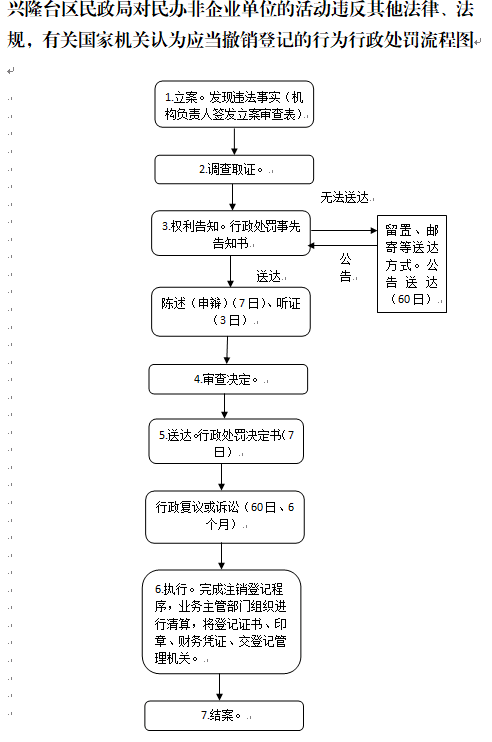 兴隆台区民政局对民办非企业单位的活动违反其他法律、法
规，有关国家机关认为应当撤销登记的行为行政处罚流程图
1.立案。发现违法事实（机
构负责人签发立案审查表）
2.调查取证。
无法送达
3.权利告知。行政处罚事先
告知书
留置、邮
寄等送达
方式。公
告送达
（60日）
公
告
送达
陈述（申辩）（7日）、听证
（3日）
4.审查决定。
5.送达。行政处罚决定书（7
日）
行政复议或诉讼（60日、6
个月）
6.执行。完成注销登记程
序，业务主管部门组织进
行清算，将登记证书、印
章、财务凭证、交登记管
理机关。
7.结案。